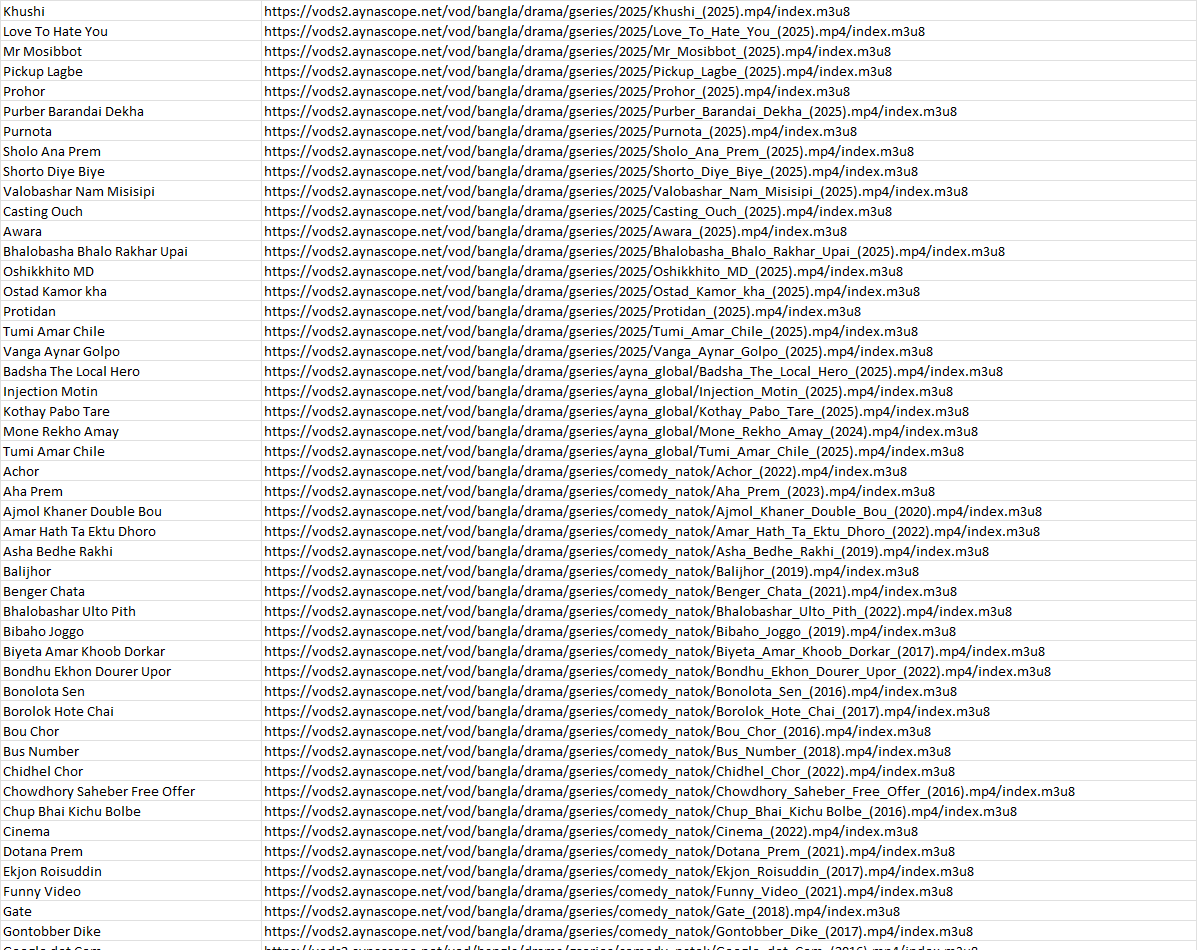 Khushi https://vods2.aynascope.net/vod/bangla/drama/gseries/2025/Khushi_(2025).mp4/index.m3u8
Love To Hate You https://vods2.aynascope.net/vod/bangla/drama/gseries/2025/Love_To_Hate_You_(2025).mp4/index.m3u8
Mr Mosibbot https://vods2.aynascope.net/vod/bangla/drama/gseries/2025/Mr_Mosibbot_(2025).mp4/index.m3u8
Pickup Lagbe https://vods2.aynascope.net/vod/bangla/drama/gseries/2025/Pickup_Lagbe_(2025).mp4/index.m3u8
Prohor https://vods2.aynascope.net/vod/bangla/drama/gseries/2025/Prohor_(2025).mp4/index.m3u8
Purber Barandai Dekha https://vods2.aynascope.net/vod/bangla/drama/gseries/2025/Purber_Barandai_Dekha_(2025).mp4/index.m3u8
Purnota https://vods2.aynascope.net/vod/bangla/drama/gseries/2025/Purnota_(2025).mp4/index.m3u8
Sholo Ana Prem https://vods2.aynascope.net/vod/bangla/drama/gseries/2025/Sholo_Ana_Prem_(2025).mp4/index.m3u8
Shorto Diye Biye https://vods2.aynascope.net/vod/bangla/drama/gseries/2025/Shorto_Diye_Biye_(2025).mp4/index.m3u8
Valobashar Nam Misisipi https://vods2.aynascope.net/vod/bangla/drama/gseries/2025/Valobashar_Nam_Misisipi_(2025).mp4/index.m3u8
Casting Ouch https://vods2.aynascope.net/vod/bangla/drama/gseries/2025/Casting_Ouch_(2025).mp4/index.m3u8
Awara https://vods2.aynascope.net/vod/bangla/drama/gseries/2025/Awara_(2025).mp4/index.m3u8
Bhalobasha Bhalo Rakhar Upai https://vods2.aynascope.net/vod/bangla/drama/gseries/2025/Bhalobasha_Bhalo_Rakhar_Upai_(2025).mp4/index.m3u8
Oshikkhito MD https://vods2.aynascope.net/vod/bangla/drama/gseries/2025/Oshikkhito_MD_(2025).mp4/index.m3u8
Ostad Kamor kha https://vods2.aynascope.net/vod/bangla/drama/gseries/2025/Ostad_Kamor_kha_(2025).mp4/index.m3u8
Protidan https://vods2.aynascope.net/vod/bangla/drama/gseries/2025/Protidan_(2025).mp4/index.m3u8
Tumi Amar Chile https://vods2.aynascope.net/vod/bangla/drama/gseries/2025/Tumi_Amar_Chile_(2025).mp4/index.m3u8
Vanga Aynar Golpo https://vods2.aynascope.net/vod/bangla/drama/gseries/2025/Vanga_Aynar_Golpo_(2025).mp4/index.m3u8
Badsha The Local Hero https://vods2.aynascope.net/vod/bangla/drama/gseries/ayna_global/Badsha_The_Local_Hero_(2025).mp4/index.m3u8
Injection Motin https://vods2.aynascope.net/vod/bangla/drama/gseries/ayna_global/Injection_Motin_(2025).mp4/index.m3u8
Kothay Pabo Tare https://vods2.aynascope.net/vod/bangla/drama/gseries/ayna_global/Kothay_Pabo_Tare_(2025).mp4/index.m3u8
Mone Rekho Amay https://vods2.aynascope.net/vod/bangla/drama/gseries/ayna_global/Mone_Rekho_Amay_(2024).mp4/index.m3u8
Tumi Amar Chile https://vods2.aynascope.net/vod/bangla/drama/gseries/ayna_global/Tumi_Amar_Chile_(2025).mp4/index.m3u8
Achor https://vods2.aynascope.net/vod/bangla/drama/gseries/comedy_natok/Achor_(2022).mp4/index.m3u8
Aha Prem https://vods2.aynascope.net/vod/bangla/drama/gseries/comedy_natok/Aha_Prem_(2023).mp4/index.m3u8
Ajmol Khaner Double Bou https://vods2.aynascope.net/vod/bangla/drama/gseries/comedy_natok/Ajmol_Khaner_Double_Bou_(2020).mp4/index.m3u8
Amar Hath Ta Ektu Dhoro https://vods2.aynascope.net/vod/bangla/drama/gseries/comedy_natok/Amar_Hath_Ta_Ektu_Dhoro_(2022).mp4/index.m3u8
Asha Bedhe Rakhi https://vods2.aynascope.net/vod/bangla/drama/gseries/comedy_natok/Asha_Bedhe_Rakhi_(2019).mp4/index.m3u8
Balijhor https://vods2.aynascope.net/vod/bangla/drama/gseries/comedy_natok/Balijhor_(2019).mp4/index.m3u8
Benger Chata https://vods2.aynascope.net/vod/bangla/drama/gseries/comedy_natok/Benger_Chata_(2021).mp4/index.m3u8
Bhalobashar Ulto Pith https://vods2.aynascope.net/vod/bangla/drama/gseries/comedy_natok/Bhalobashar_Ulto_Pith_(2022).mp4/index.m3u8
Bibaho Joggo https://vods2.aynascope.net/vod/bangla/drama/gseries/comedy_natok/Bibaho_Joggo_(2019).mp4/index.m3u8
Biyeta Amar Khoob Dorkar https://vods2.aynascope.net/vod/bangla/drama/gseries/comedy_natok/Biyeta_Amar_Khoob_Dorkar_(2017).mp4/index.m3u8
Bondhu Ekhon Dourer Upor https://vods2.aynascope.net/vod/bangla/drama/gseries/comedy_natok/Bondhu_Ekhon_Dourer_Upor_(2022).mp4/index.m3u8
Bonolota Sen https://vods2.aynascope.net/vod/bangla/drama/gseries/comedy_natok/Bonolota_Sen_(2016).mp4/index.m3u8
Borolok Hote Chai https://vods2.aynascope.net/vod/bangla/drama/gseries/comedy_natok/Borolok_Hote_Chai_(2017).mp4/index.m3u8
Bou Chor https://vods2.aynascope.net/vod/bangla/drama/gseries/comedy_natok/Bou_Chor_(2016).mp4/index.m3u8
Bus Number https://vods2.aynascope.net/vod/bangla/drama/gseries/comedy_natok/Bus_Number_(2018).mp4/index.m3u8
Chidhel Chor https://vods2.aynascope.net/vod/bangla/drama/gseries/comedy_natok/Chidhel_Chor_(2022).mp4/index.m3u8
Chowdhory Saheber Free Offer https://vods2.aynascope.net/vod/bangla/drama/gseries/comedy_natok/Chowdhory_Saheber_Free_Offer_(2016).mp4/index.m3u8
Chup Bhai Kichu Bolbe https://vods2.aynascope.net/vod/bangla/drama/gseries/comedy_natok/Chup_Bhai_Kichu Bolbe_(2016).mp4/index.m3u8
Cinema https://vods2.aynascope.net/vod/bangla/drama/gseries/comedy_natok/Cinema_(2022).mp4/index.m3u8
Dotana Prem https://vods2.aynascope.net/vod/bangla/drama/gseries/comedy_natok/Dotana_Prem_(2021).mp4/index.m3u8
Ekjon Roisuddin https://vods2.aynascope.net/vod/bangla/drama/gseries/comedy_natok/Ekjon_Roisuddin_(2017).mp4/index.m3u8
Funny Video https://vods2.aynascope.net/vod/bangla/drama/gseries/comedy_natok/Funny_Video_(2021).mp4/index.m3u8
Gate https://vods2.aynascope.net/vod/bangla/drama/gseries/comedy_natok/Gate_(2018).mp4/index.m3u8
Gontobber Dike https://vods2.aynascope.net/vod/bangla/drama/gseries/comedy_natok/Gontobber_Dike_(2017).mp4/index.m3u8